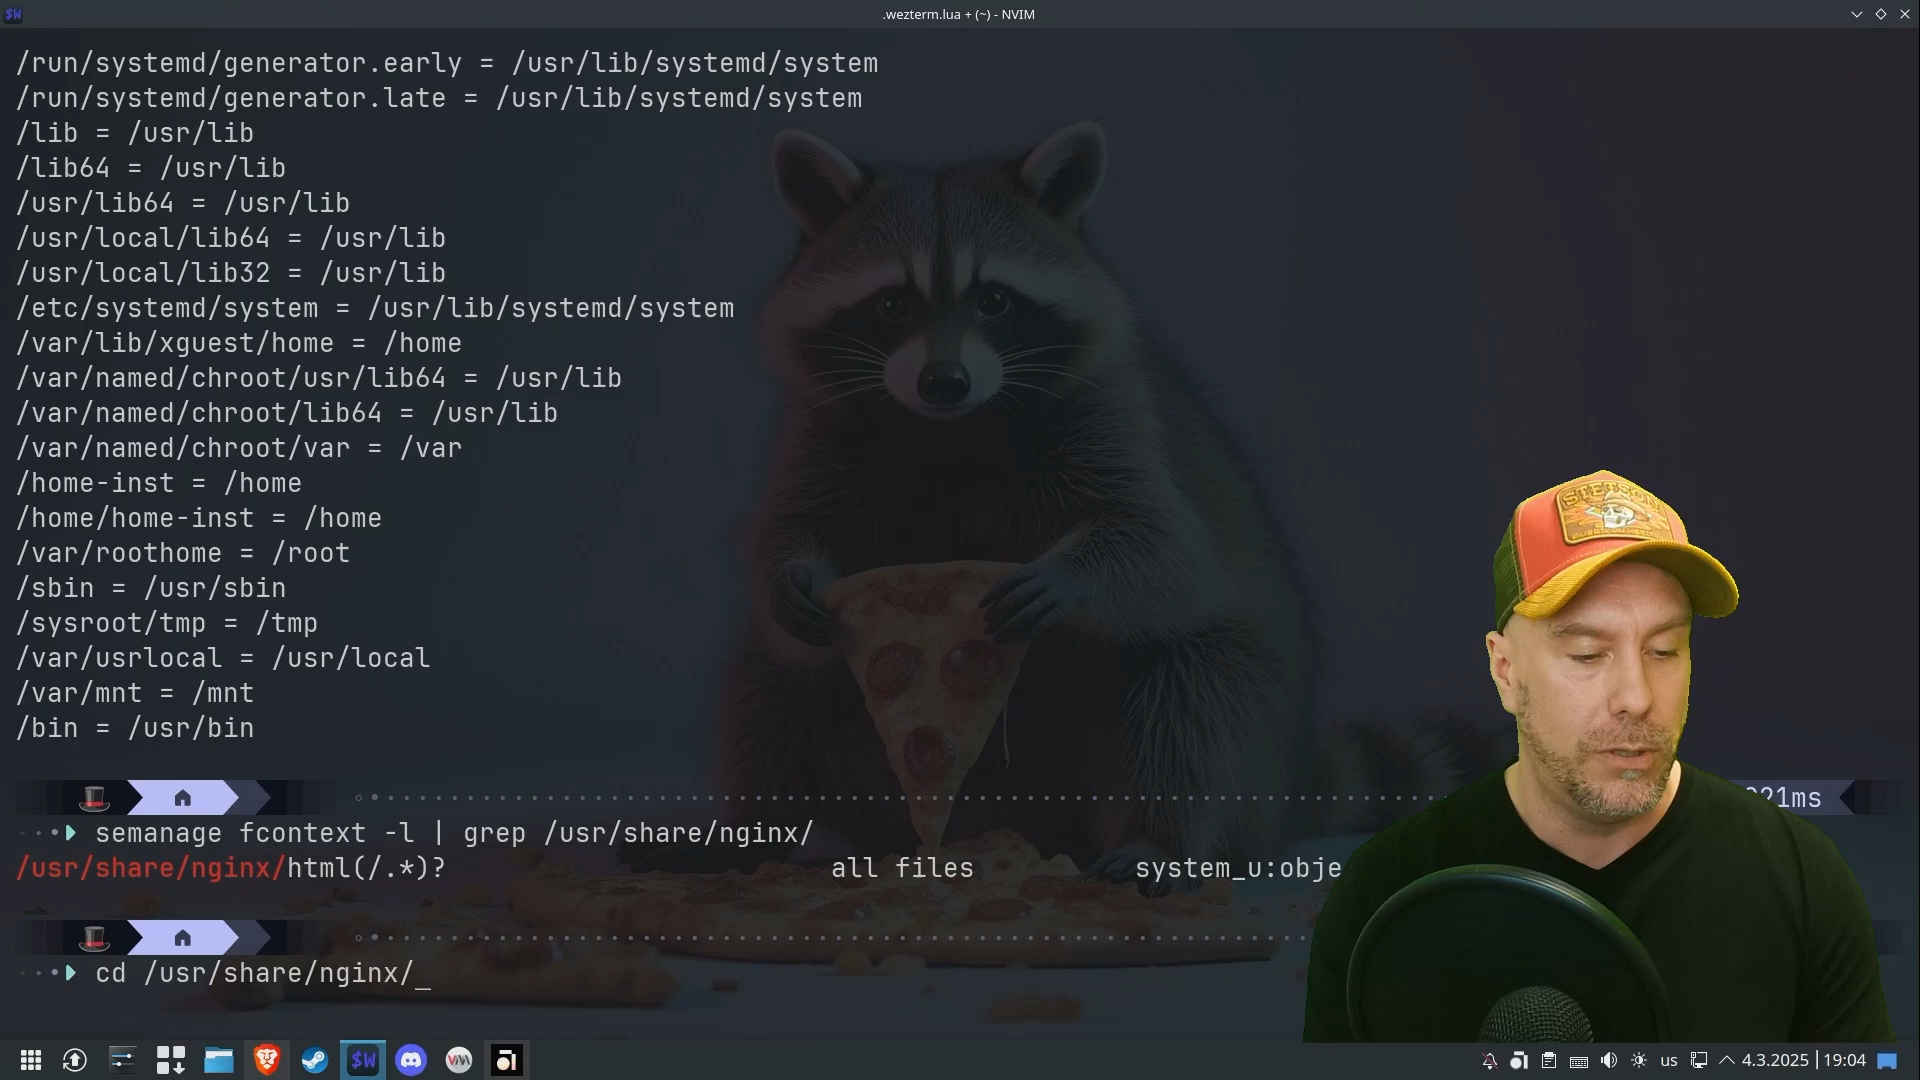 .wezterm.lua + (~) - NVIM
/run/systemd/generator.early = /usr/lib/systemd/system
/run/systemd/generator.late = /usr/lib/systemd/system
/lib = /usr/lib
/lib64 = /usr/lib
/usr/lib64 = /usr/lib
/usr/local/lib64 = /usr/lib
/usr/local/lib32 = /usr/lib
/etc/systemd/system = /usr/lib/systemd/system
/var/lib/xguest/home = /home
/var/named/chroot/usr/lib64 = /usr/lib
/var/named/chroot/lib64 = /usr/lib
/var/named/chroot/var = /var
/home-inst = /home
/home/home-inst = /home
/var/roothome = /root
/sbin = /usr/sbin
/sysroot/tmp = /tmp
/var/usrlocal = /usr/local
/var/mnt = /mnt
/bin = /usr/bin
21ms
semanage fcontext -l | grep /usr/share/nginx/
/usr/share/nginx/html(/.*)? all files system_u:obje
cd /usr/share/nginx/_
STETSON
$W
VIM
us
4.3.2025 | 19:04